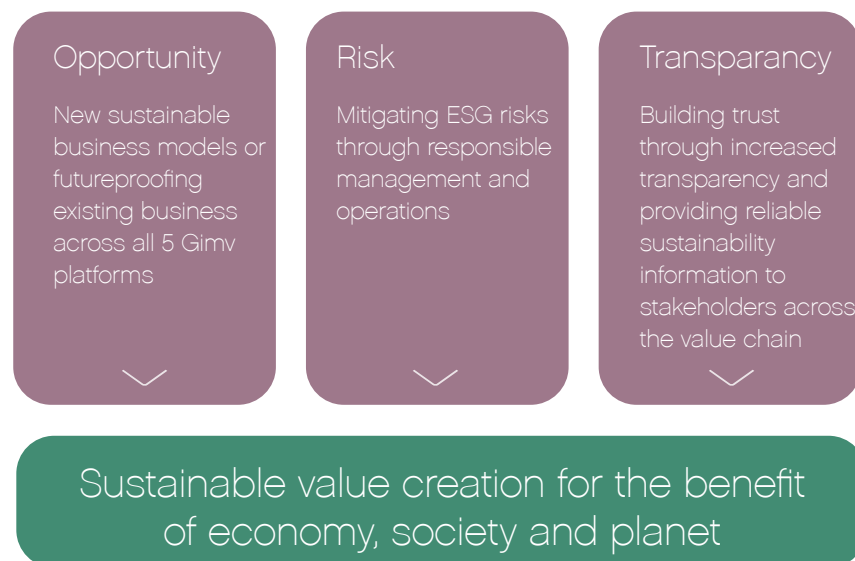 Opportunity
New sustainable
business models or
futureproofing
existing business
across all 5 Gimv
platforms
Risk
Mitigating ESG risks
through responsible
management and
operations
Transparancy
Building trust
through increased
transparency and
providing reliable
sustainability
information to
stakeholders across
the value chain
Sustainable value creation for the benefit
of economy, society and planet